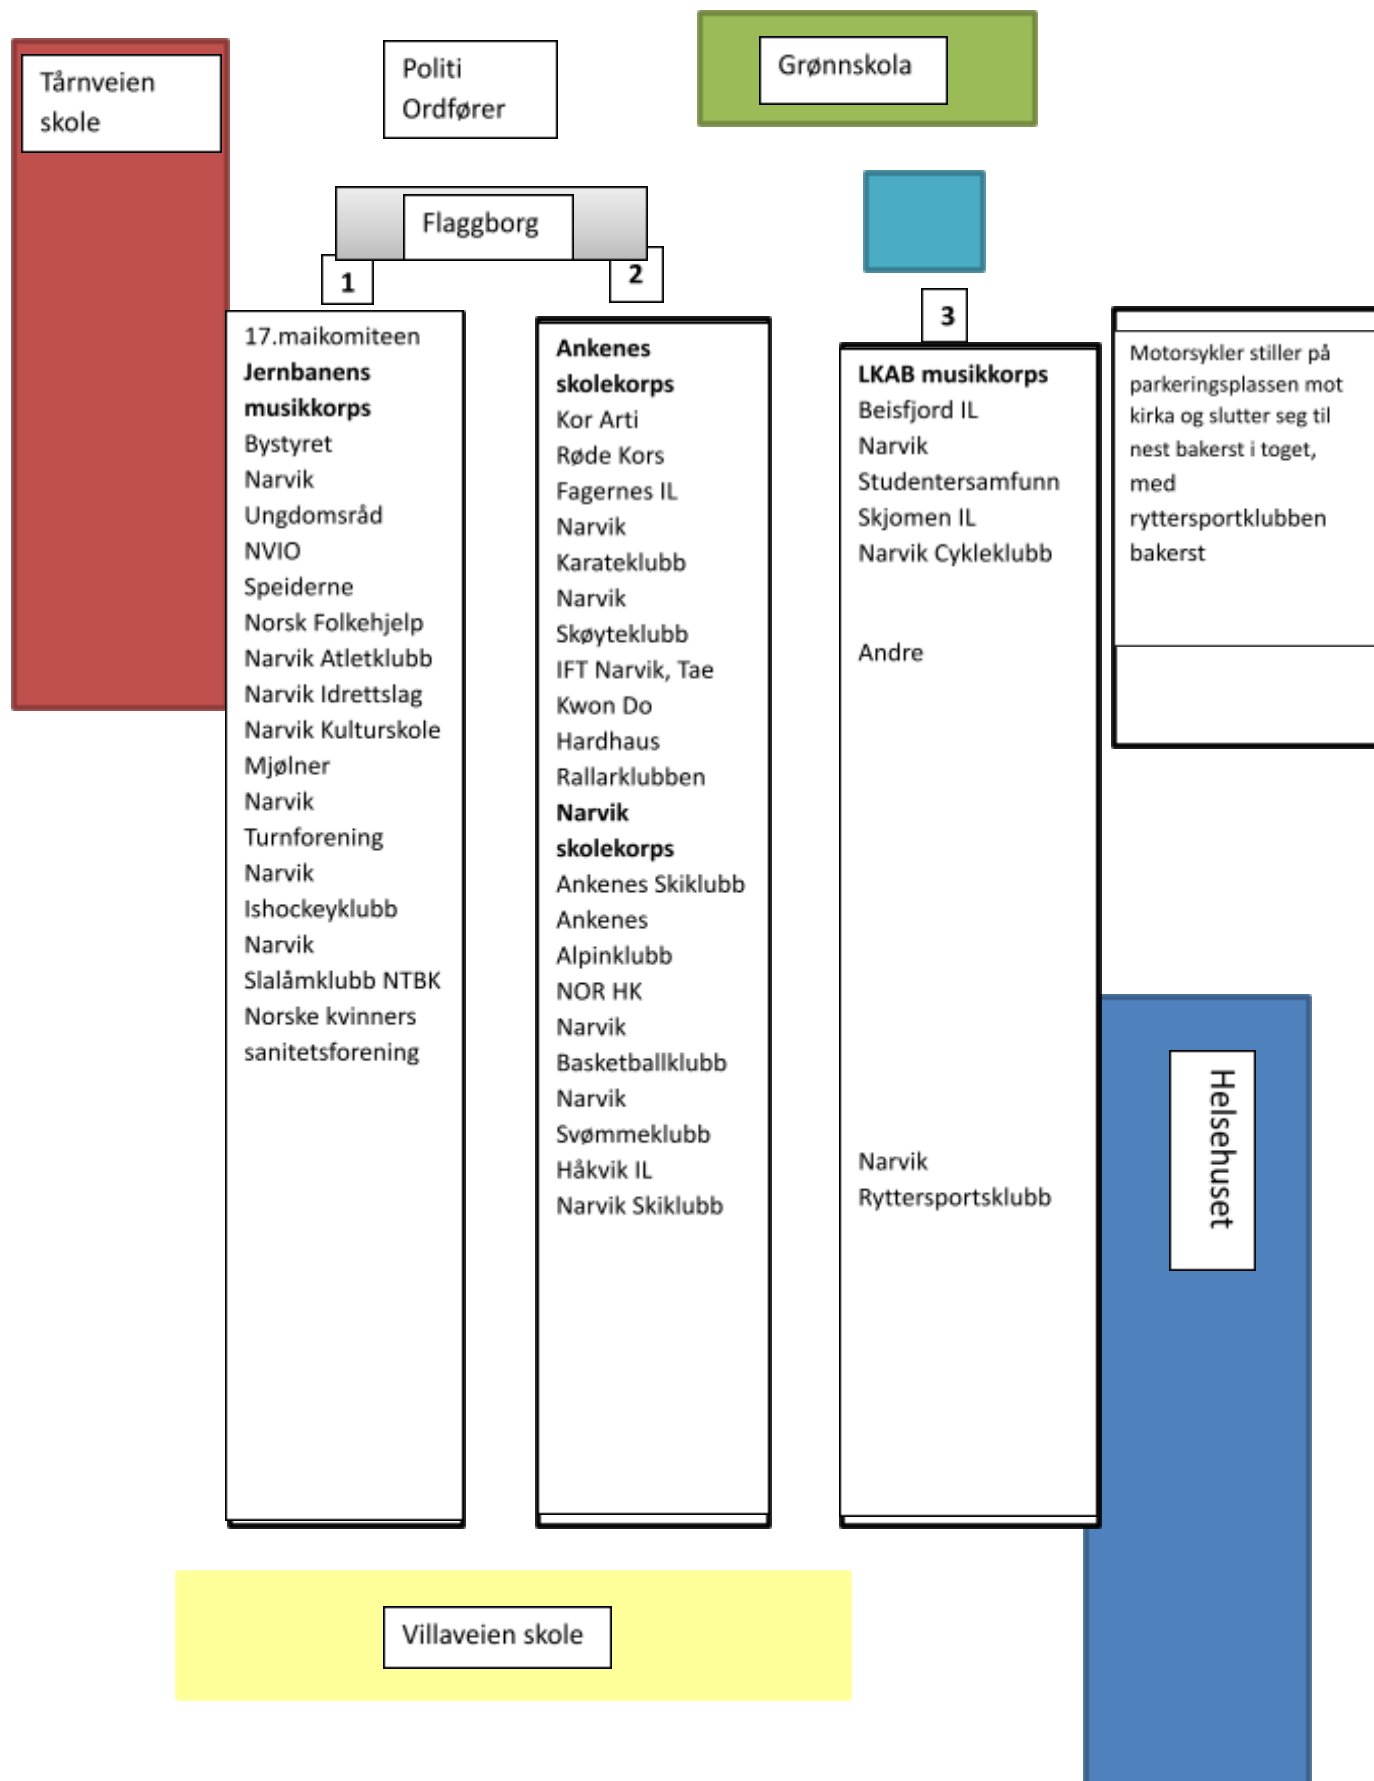 Tårnveien
skole
Politi
Ordfører
Grønnskola
Flaggborg
1
2
3
17.maikomiteen
Jernbanens
musikkorps
Bystyret
Narvik
Ungdomsråd
NVIO
Speiderne
Norsk Folkehjelp
Narvik Atletklubb
Narvik Idrettslag
Narvik Kulturskole
Mjølner
Narvik
Turnforening
Narvik
Ishockeyklubb
Narvik
Slalåmklubb NTBK
Norske kvinners
sanitetsforening
Ankenes
skolekorps
Kor Arti
Røde Kors
Fagernes IL
Narvik
Karateklubb
Narvik
Skøyteklubb
IFT Narvik, Tae
Kwon Do
Hardhaus
Rallarklubben
Narvik
skolekorps
Ankenes Skiklubb
Ankenes
Alpinklubb
NOR HK
Narvik
Basketballklubb
Narvik
Svømmeklubb
Håkvik IL
Narvik Skiklubb
LKAB musikkorps
Beisfjord IL
Narvik
Studentersamfunn
Skjomen IL
Narvik Cykleklubb
Andre
Narvik
Ryttersportsklubb
Motorsykler stiller på
parkeringsplassen mot
kirka og slutter seg til
nest bakerst i toget,
med
ryttersportklubben
bakerst
Helsehuset
Villaveien skole